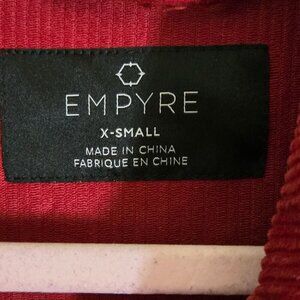 EMPYRE
X-SMALL
MADE IN CHINA
FABRIQUE EN CHINE